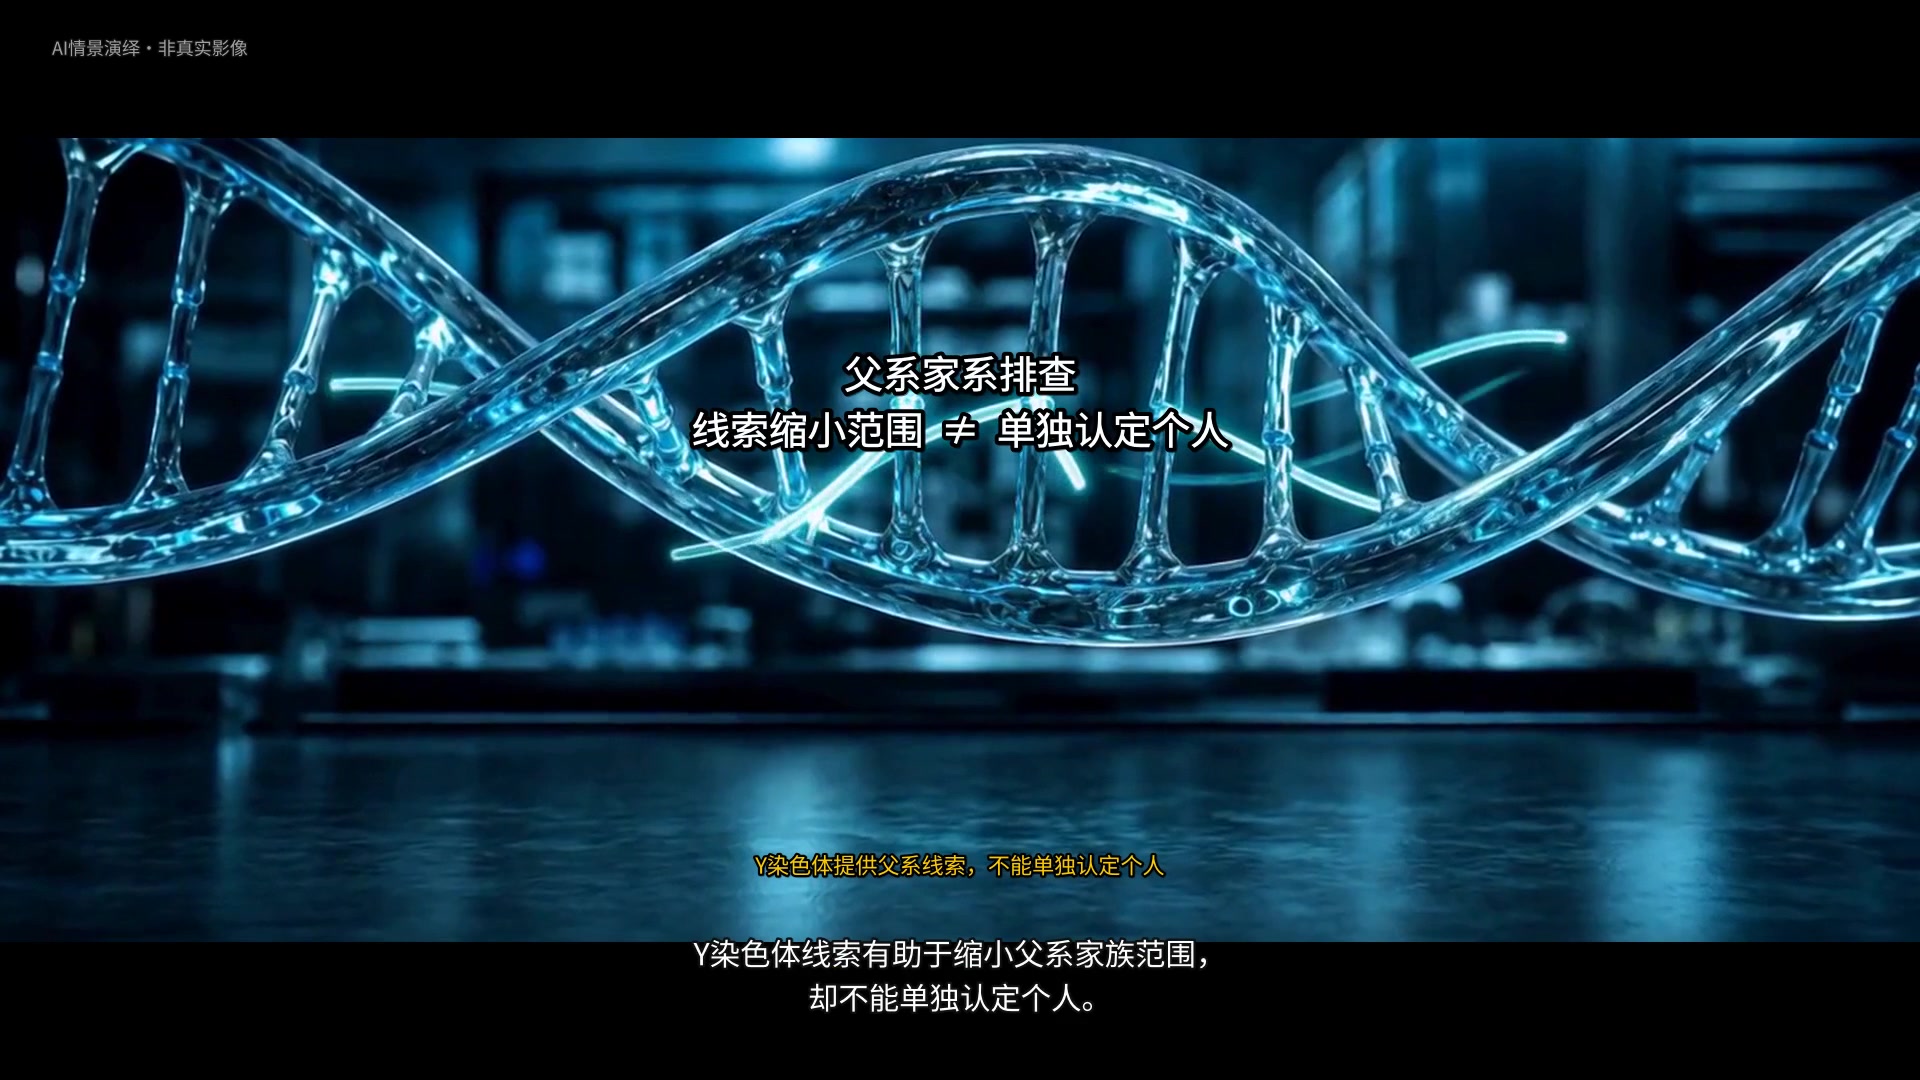 AI情景演绎·非真实影像
父系家系排查
线索缩小范围 ≠ 单独认定个人
Y染色体提供父系线索，不能单独认定个人
Y染色体线索有助于缩小父系家族范围，
却不能单独认定个人。